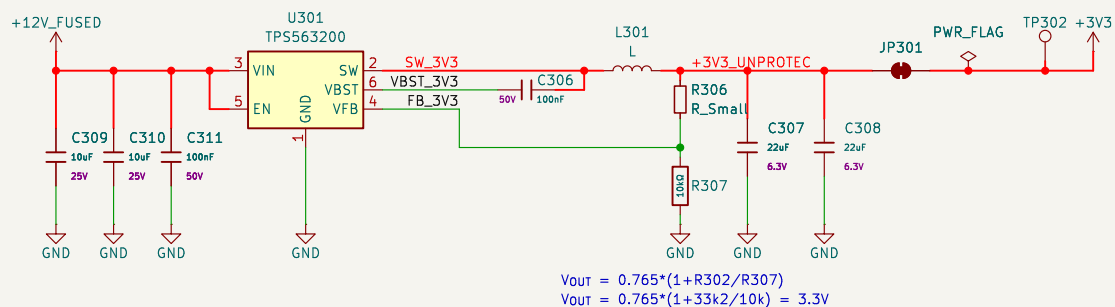 +12V_FUSED
U301
TPS563200
3
VIN
5
EN
GND
1
SW
2
VBST
6
VFB
4
SW_3V3
VBST_3V3
FB_3V3
C306
50V
100nF
L301
L
+3V3_UNPROTEC
R306
R_Small
R307
10kΩ
JP301
PWR_FLAG
TP302
+3V3
C309
10uF
25V
C310
10uF
25V
C311
100nF
50V
C307
22uF
6.3V
C308
22uF
6.3V
GND
GND
GND
GND
GND
GND
GND
VOUT = 0.765*(1+R302/R307)
VOUT = 0.765*(1+33k2/10k) = 3.3V